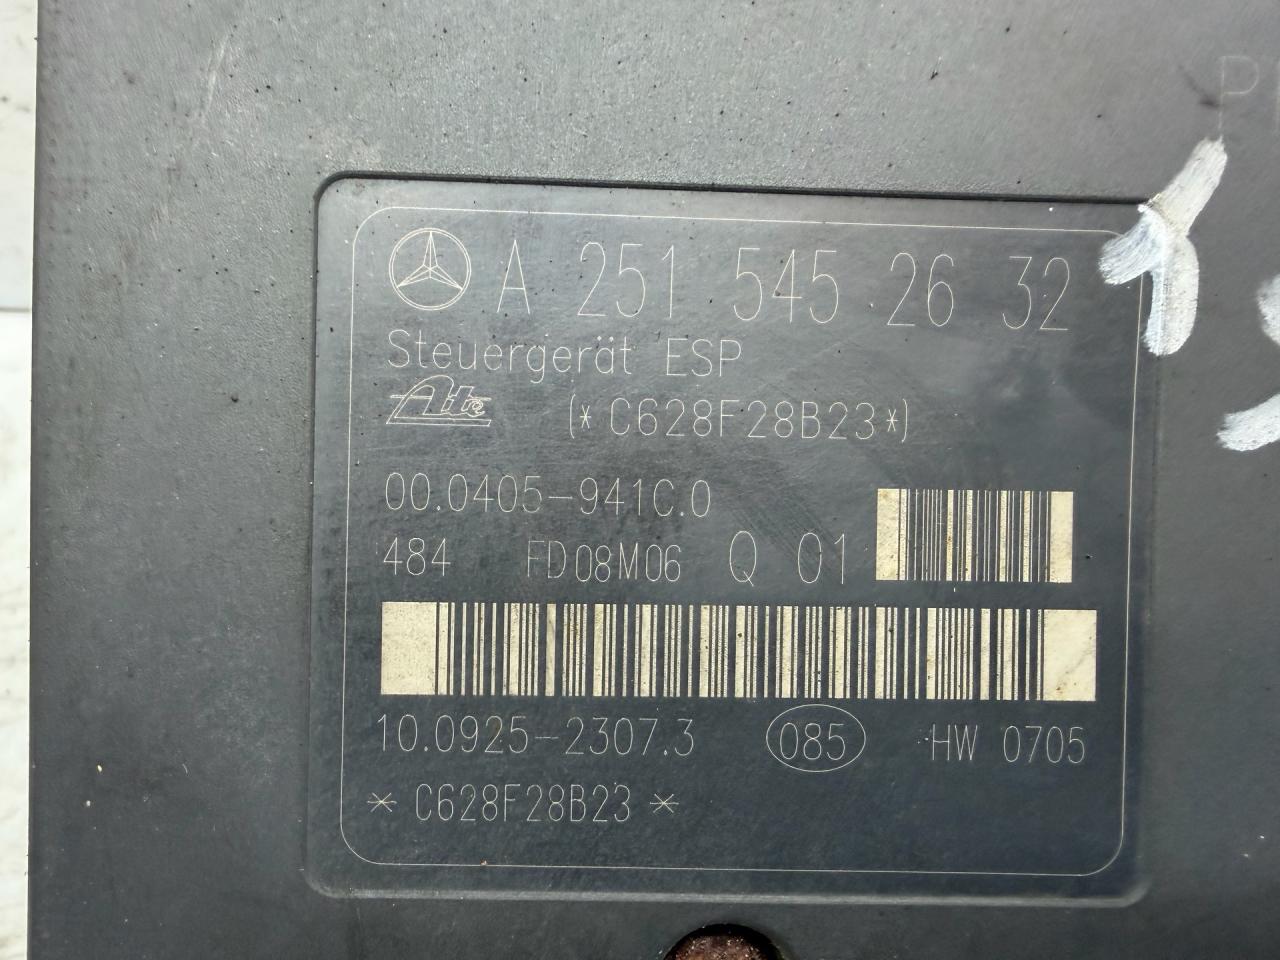 A 251 545 26 32
Steuergerät ESP
Ate (* C628F28B23 *)
00.0405-941C.0
484 FD08M06 Q 01
10.0925-2307.3 085 HW 0705
* C628F28B23 *